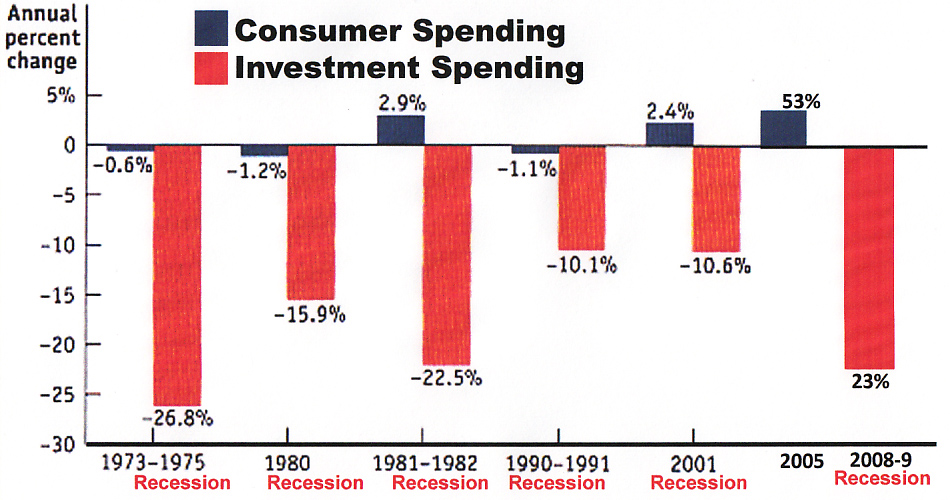 Annual
percent
change
Consumer Spending
Investment Spending
5%
0
−5
−10
−15
−20
−25
−30
−0.6%
−26.8%
−1.2%
−15.9%
2.9%
−22.5%
−1.1%
−10.1%
2.4%
−10.6%
53%
23%
1973–1975
Recession
1980
Recession
1981–1982
Recession
1990–1991
Recession
2001
Recession
2005
2008-9
Recession